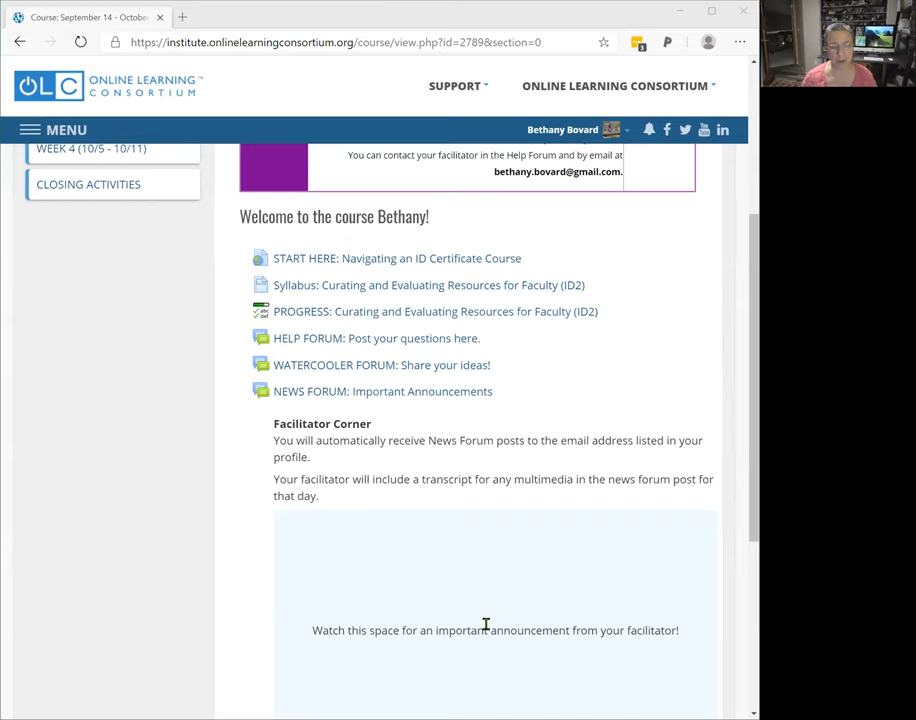 Course: September 14 - Octobe
https://institute.onlinelearningconsortium.org/course/view.php?id=2789&section=0
OLC ONLINE LEARNING CONSORTIUM™
SUPPORT
ONLINE LEARNING CONSORTIUM
MENU
Bethany Bovard
WEEK 4 (10/5 - 10/11)
CLOSING ACTIVITIES
You can contact your facilitator in the Help Forum and by email at
bethany.bovard@gmail.com.
Welcome to the course Bethany!
START HERE: Navigating an ID Certificate Course
Syllabus: Curating and Evaluating Resources for Faculty (ID2)
PROGRESS: Curating and Evaluating Resources for Faculty (ID2)
HELP FORUM: Post your questions here.
WATERCOOLER FORUM: Share your ideas!
NEWS FORUM: Important Announcements
Facilitator Corner
You will automatically receive News Forum posts to the email address listed in your
profile.
Your facilitator will include a transcript for any multimedia in the news forum post for
that day.
Watch this space for an important announcement from your facilitator!